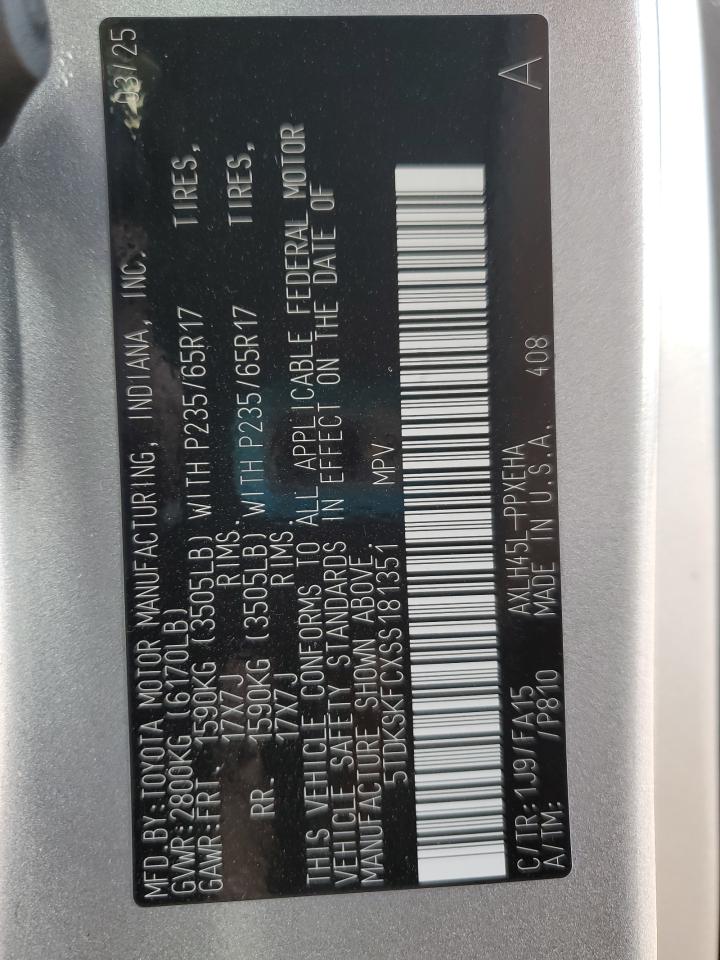 MFD.BY:TOYOTA MOTOR MANUFACTURING, INDIANA, INC. 03/25
GVWR:2800KG (6170LB)
GAWR:FRT. 1590KG (3505LB) WITH P235/65R17 TIRES,
17X7J RIMS.
RR. 1590KG (3505LB) WITH P235/65R17 TIRES,
17X7J RIMS.
THIS VEHICLE CONFORMS TO ALL APPLICABLE FEDERAL MOTOR
VEHICLE SAFETY STANDARDS IN EFFECT ON THE DATE OF
MANUFACTURE SHOWN ABOVE.
5TDKSKFCXSS181351 MPV
A
C/TR:1J9/FA15 AXLH45L-PPXEHA
A/TM: /P810 MADE IN U.S.A. 408